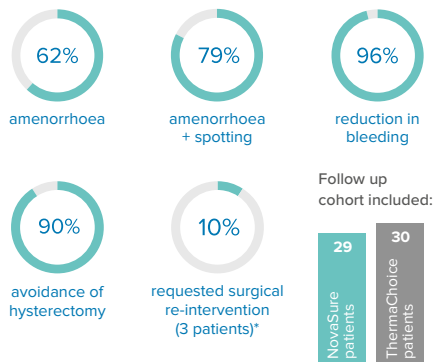 62%
amenorrhoea
79%
amenorrhoea
+ spotting
96%
reduction in
bleeding
90%
avoidance of
hysterectomy
10%
requested surgical
re-intervention
(3 patients)*
Follow up
cohort included:
29
NovaSure
patients
30
ThermaChoice
patients